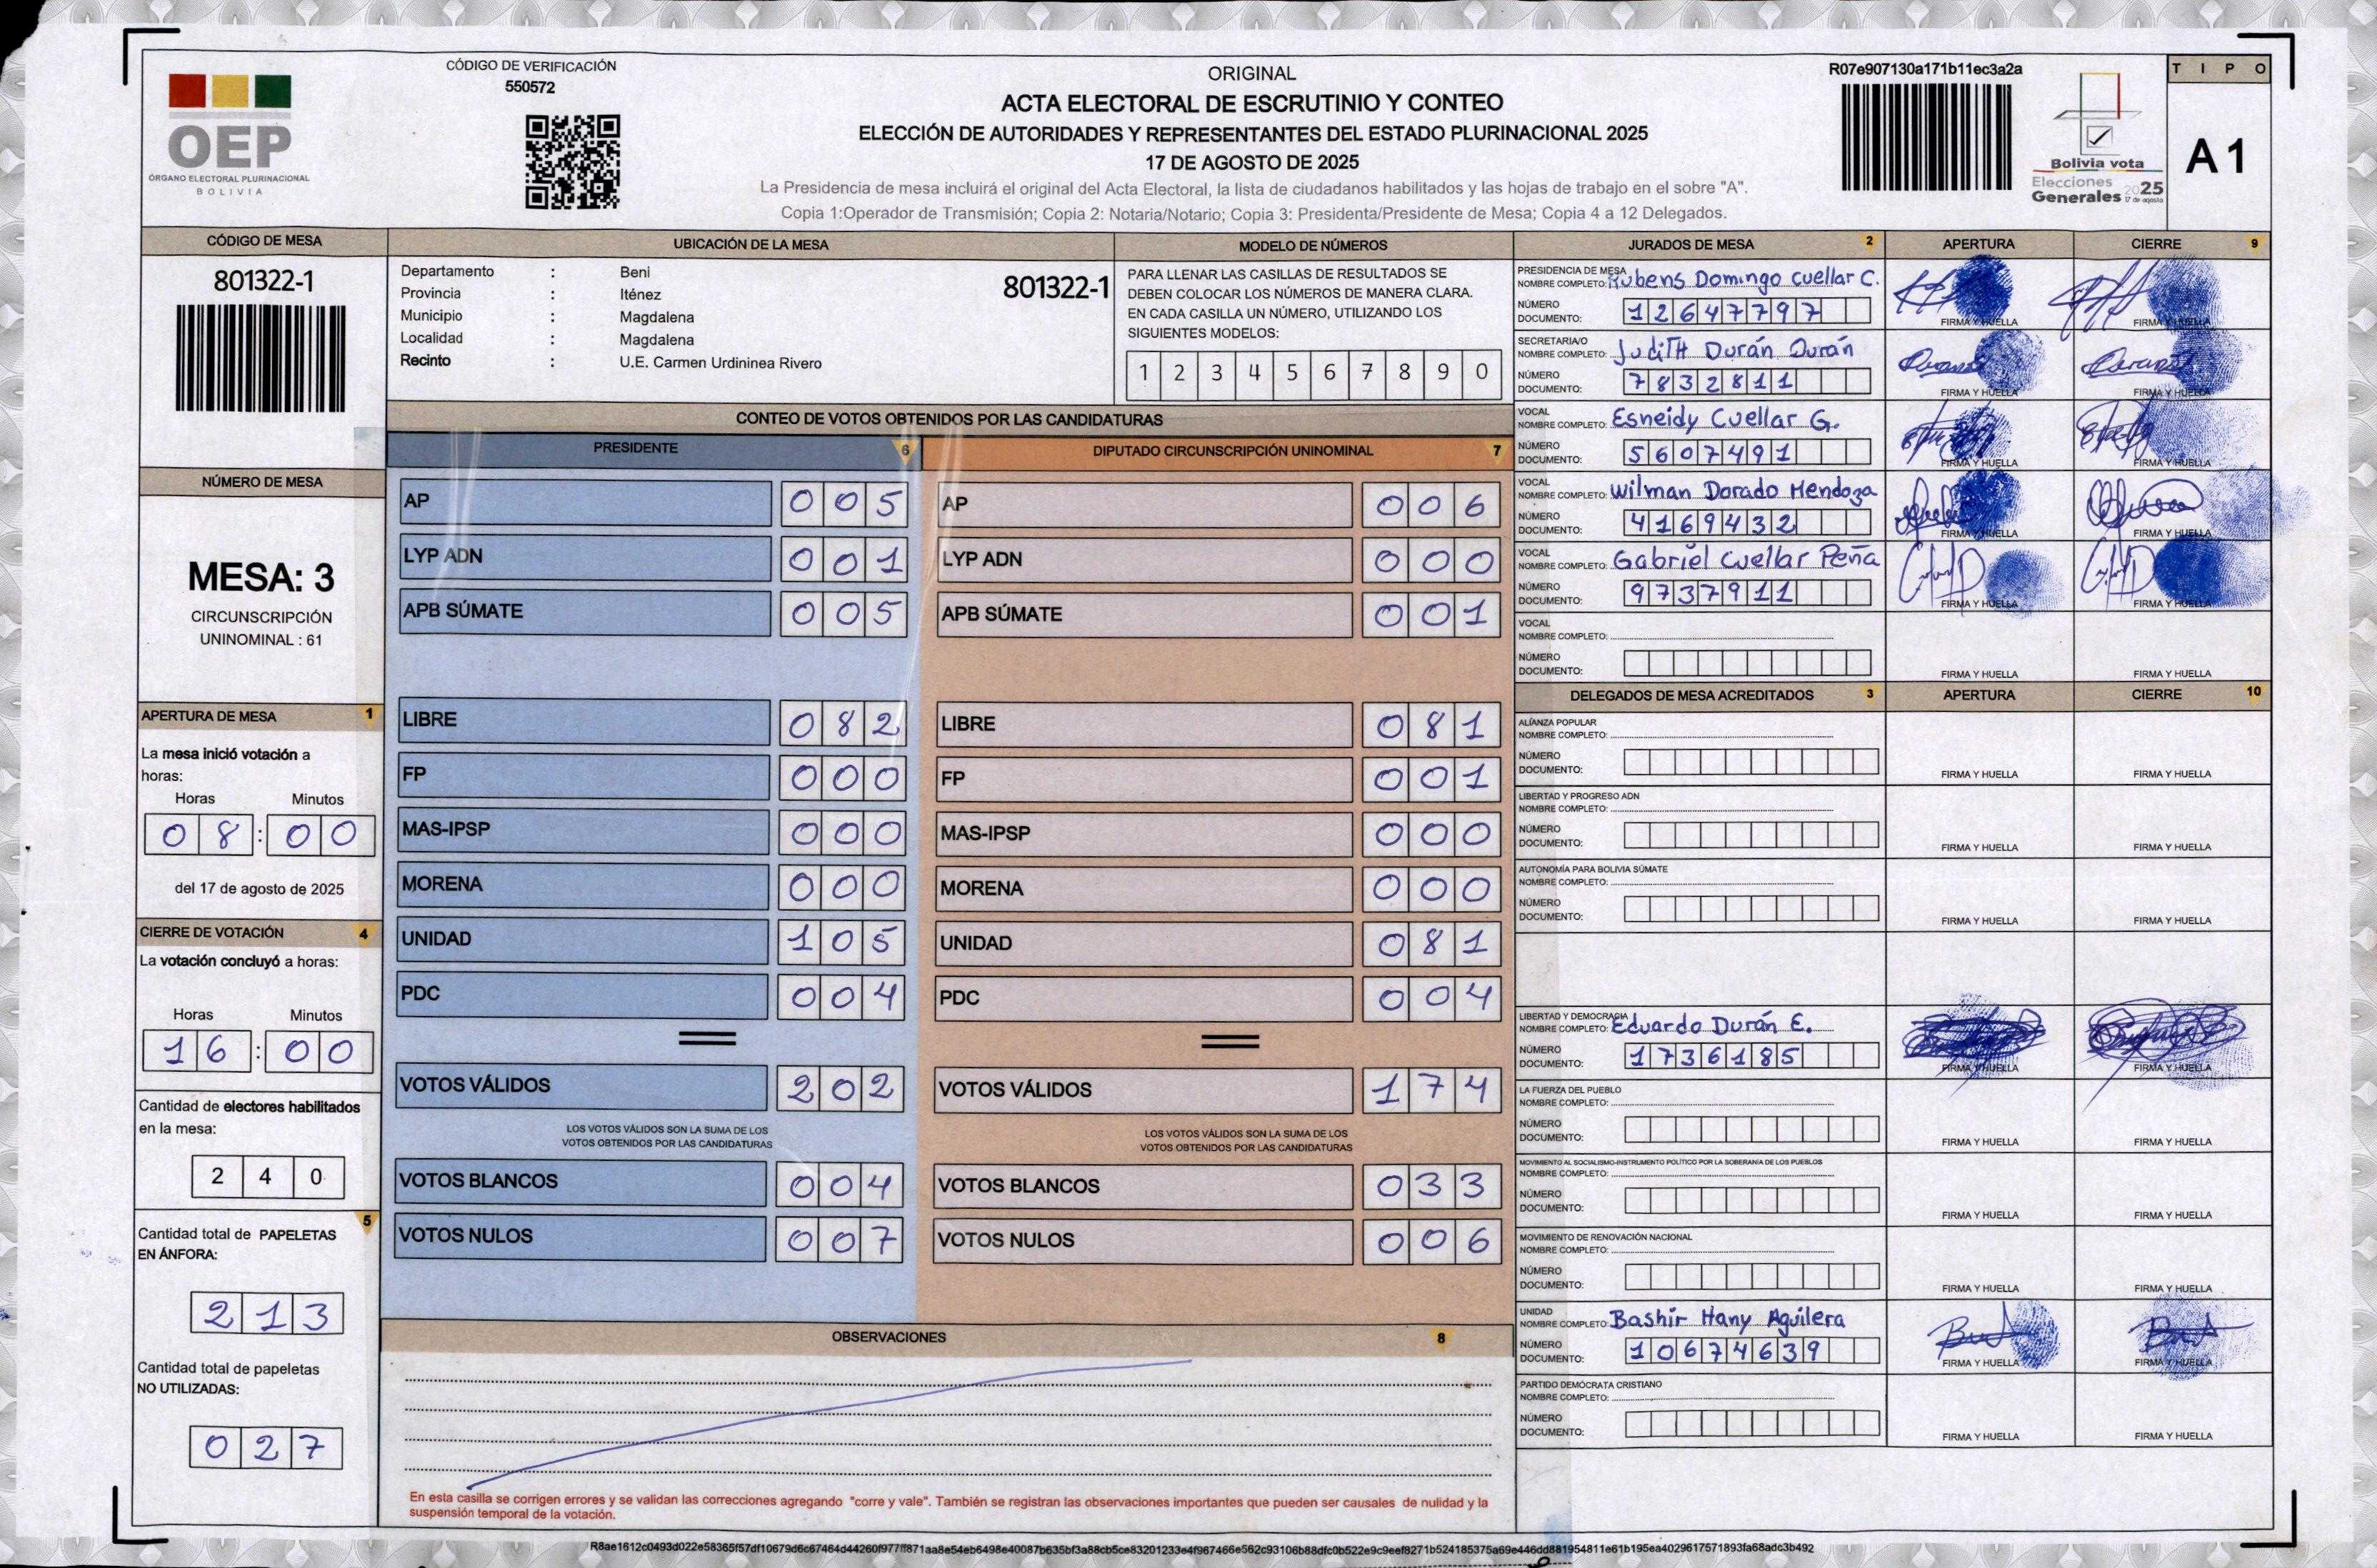 CÓDIGO DE VERIFICACIÓN
550572
OEP
ÓRGANO ELECTORAL PLURINACIONAL
BOLIVIA
ORIGINAL
ACTA ELECTORAL DE ESCRUTINIO Y CONTEO
ELECCIÓN DE AUTORIDADES Y REPRESENTANTES DEL ESTADO PLURINACIONAL 2025
17 DE AGOSTO DE 2025
La Presidencia de mesa incluirá el original del Acta Electoral, la lista de ciudadanos habilitados y las hojas de trabajo en el sobre "A".
Copia 1:Operador de Transmisión; Copia 2: Notaria/Notario; Copia 3: Presidenta/Presidente de Mesa; Copia 4 a 12 Delegados.
R07e907130a171b11ec3a2a
Bolivia vota
Elecciones
Generales 2025
17 de agosto
TIPO
A 1
CÓDIGO DE MESA
801322-1
NÚMERO DE MESA
MESA: 3
CIRCUNSCRIPCIÓN
UNINOMINAL : 61
APERTURA DE MESA 1
La mesa inició votación a
horas:
Horas Minutos
08:00
del 17 de agosto de 2025
CIERRE DE VOTACIÓN 4
La votación concluyó a horas:
Horas Minutos
16:00
Cantidad de electores habilitados
en la mesa:
240
5
Cantidad total de PAPELETAS
EN ÁNFORA:
213
Cantidad total de papeletas
NO UTILIZADAS:
027
UBICACIÓN DE LA MESA
Departamento : Beni
801322-1
Provincia : Iténez
Municipio : Magdalena
Localidad : Magdalena
Recinto : U.E. Carmen Urdininea Rivero
MODELO DE NÚMEROS
PARA LLENAR LAS CASILLAS DE RESULTADOS SE
DEBEN COLOCAR LOS NÚMEROS DE MANERA CLARA.
EN CADA CASILLA UN NÚMERO, UTILIZANDO LOS
SIGUIENTES MODELOS:
1 2 3 4 5 6 7 8 9 0
CONTEO DE VOTOS OBTENIDOS POR LAS CANDIDATURAS
PRESIDENTE 6
AP 005
LYP ADN 001
APB SÚMATE 005
LIBRE 082
FP 000
MAS-IPSP 000
MORENA 000
UNIDAD 105
PDC 004
VOTOS VÁLIDOS 202
LOS VOTOS VÁLIDOS SON LA SUMA DE LOS
VOTOS OBTENIDOS POR LAS CANDIDATURAS
VOTOS BLANCOS 004
VOTOS NULOS 007
DIPUTADO CIRCUNSCRIPCIÓN UNINOMINAL 7
AP 006
LYP ADN 000
APB SÚMATE 001
LIBRE 081
FP 001
MAS-IPSP 000
MORENA 000
UNIDAD 081
PDC 004
VOTOS VÁLIDOS 174
LOS VOTOS VÁLIDOS SON LA SUMA DE LOS
VOTOS OBTENIDOS POR LAS CANDIDATURAS
VOTOS BLANCOS 033
VOTOS NULOS 006
OBSERVACIONES 8
En esta casilla se corrigen errores y se validan las correcciones agregando "corre y vale". También se registran las observaciones importantes que pueden ser causales de nulidad y la
suspensión temporal de la votación.
JURADOS DE MESA 2 APERTURA CIERRE 9
PRESIDENCIA DE MESA
NOMBRE COMPLETO: Rubens Domingo Cuellar C.
NÚMERO
DOCUMENTO: 12647797
FIRMA Y HUELLA FIRMA Y HUELLA
SECRETARIA/O
NOMBRE COMPLETO: Judith Durán Durán
NÚMERO
DOCUMENTO: 7832811
FIRMA Y HUELLA FIRMA Y HUELLA
VOCAL
NOMBRE COMPLETO: Esneidy Cuellar G.
NÚMERO
DOCUMENTO: 5607491
FIRMA Y HUELLA FIRMA Y HUELLA
VOCAL
NOMBRE COMPLETO: Wilman Dorado Mendoza
NÚMERO
DOCUMENTO: 4169432
FIRMA Y HUELLA FIRMA Y HUELLA
VOCAL
NOMBRE COMPLETO: Gabriel Cuellar Peña
NÚMERO
DOCUMENTO: 9737911
FIRMA Y HUELLA FIRMA Y HUELLA
VOCAL
NOMBRE COMPLETO:
NÚMERO
DOCUMENTO:
FIRMA Y HUELLA FIRMA Y HUELLA
DELEGADOS DE MESA ACREDITADOS 3 APERTURA CIERRE 10
ALIANZA POPULAR
NOMBRE COMPLETO:
NÚMERO
DOCUMENTO:
FIRMA Y HUELLA FIRMA Y HUELLA
LIBERTAD Y PROGRESO ADN
NOMBRE COMPLETO:
NÚMERO
DOCUMENTO:
FIRMA Y HUELLA FIRMA Y HUELLA
AUTONOMÍA PARA BOLIVIA SÚMATE
NOMBRE COMPLETO:
NÚMERO
DOCUMENTO:
FIRMA Y HUELLA FIRMA Y HUELLA
LIBERTAD Y DEMOCRACIA
NOMBRE COMPLETO: Eduardo Durán E.
NÚMERO
DOCUMENTO: 1736185
FIRMA Y HUELLA FIRMA Y HUELLA
LA FUERZA DEL PUEBLO
NOMBRE COMPLETO:
NÚMERO
DOCUMENTO:
FIRMA Y HUELLA FIRMA Y HUELLA
MOVIMIENTO AL SOCIALISMO-INSTRUMENTO POLÍTICO POR LA SOBERANÍA DE LOS PUEBLOS
NOMBRE COMPLETO:
NÚMERO
DOCUMENTO:
FIRMA Y HUELLA FIRMA Y HUELLA
MOVIMIENTO DE RENOVACIÓN NACIONAL
NOMBRE COMPLETO:
NÚMERO
DOCUMENTO:
FIRMA Y HUELLA FIRMA Y HUELLA
UNIDAD
NOMBRE COMPLETO: Bashir Hany Aguilera
NÚMERO
DOCUMENTO: 10674639
FIRMA Y HUELLA FIRMA Y HUELLA
PARTIDO DEMÓCRATA CRISTIANO
NOMBRE COMPLETO:
NÚMERO
DOCUMENTO:
FIRMA Y HUELLA FIRMA Y HUELLA